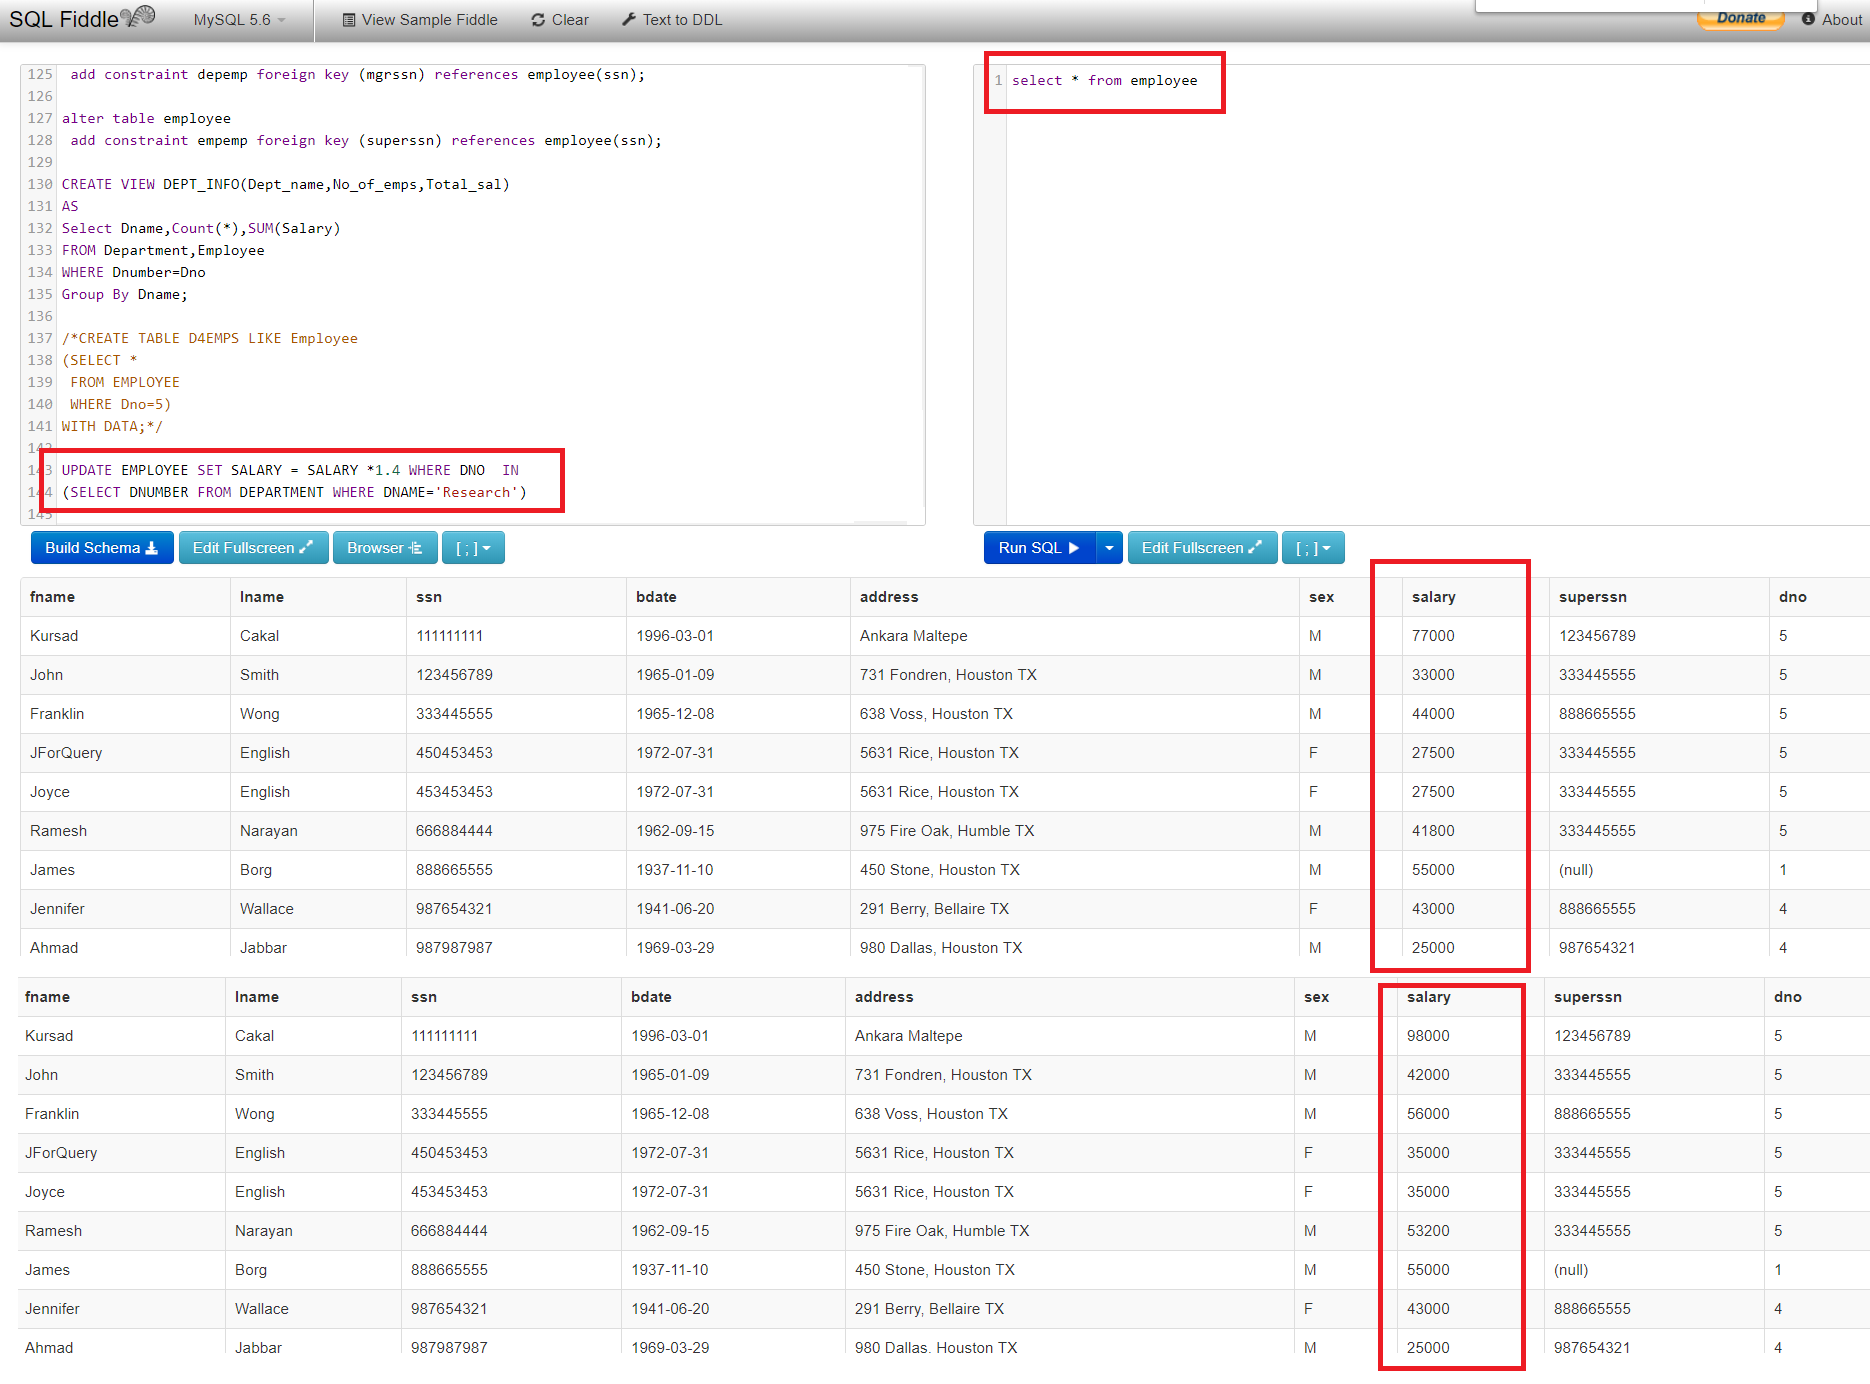 SQL Fiddle MySQL 5.6 View Sample Fiddle Clear Text to DDL Donate About
125 add constraint depemp foreign key (mgrssn) references employee(ssn);
126
127 alter table employee
128 add constraint empemp foreign key (superssn) references employee(ssn);
129
130 CREATE VIEW DEPT_INFO(Dept_name,No_of_emps,Total_sal)
131 AS
132 Select Dname,Count(*),SUM(Salary)
133 FROM Department,Employee
134 WHERE Dnumber=Dno
135 Group By Dname;
136
137 /*CREATE TABLE D4EMPS LIKE Employee
138 (SELECT *
139 FROM EMPLOYEE
140 WHERE Dno=5)
141 WITH DATA;*/
142
143 UPDATE EMPLOYEE SET SALARY = SALARY *1.4 WHERE DNO  IN
144 (SELECT DNUMBER FROM DEPARTMENT WHERE DNAME='Research')
145
1 select * from employee
Build Schema Edit Fullscreen Browser [ ; ]
Run SQL Edit Fullscreen [ ; ]
fname lname ssn bdate address sex salary superssn dno
Kursad Cakal 111111111 1996-03-01 Ankara Maltepe M 77000 123456789 5
John Smith 123456789 1965-01-09 731 Fondren, Houston TX M 33000 333445555 5
Franklin Wong 333445555 1965-12-08 638 Voss, Houston TX M 44000 888665555 5
JForQuery English 450453453 1972-07-31 5631 Rice, Houston TX F 27500 333445555 5
Joyce English 453453453 1972-07-31 5631 Rice, Houston TX F 27500 333445555 5
Ramesh Narayan 666884444 1962-09-15 975 Fire Oak, Humble TX M 41800 333445555 5
James Borg 888665555 1937-11-10 450 Stone, Houston TX M 55000 (null) 1
Jennifer Wallace 987654321 1941-06-20 291 Berry, Bellaire TX F 43000 888665555 4
Ahmad Jabbar 987987987 1969-03-29 980 Dallas, Houston TX M 25000 987654321 4
fname lname ssn bdate address sex salary superssn dno
Kursad Cakal 111111111 1996-03-01 Ankara Maltepe M 98000 123456789 5
John Smith 123456789 1965-01-09 731 Fondren, Houston TX M 42000 333445555 5
Franklin Wong 333445555 1965-12-08 638 Voss, Houston TX M 56000 888665555 5
JForQuery English 450453453 1972-07-31 5631 Rice, Houston TX F 35000 333445555 5
Joyce English 453453453 1972-07-31 5631 Rice, Houston TX F 35000 333445555 5
Ramesh Narayan 666884444 1962-09-15 975 Fire Oak, Humble TX M 53200 333445555 5
James Borg 888665555 1937-11-10 450 Stone, Houston TX M 55000 (null) 1
Jennifer Wallace 987654321 1941-06-20 291 Berry, Bellaire TX F 43000 888665555 4
Ahmad Jabbar 987987987 1969-03-29 980 Dallas, Houston TX M 25000 987654321 4